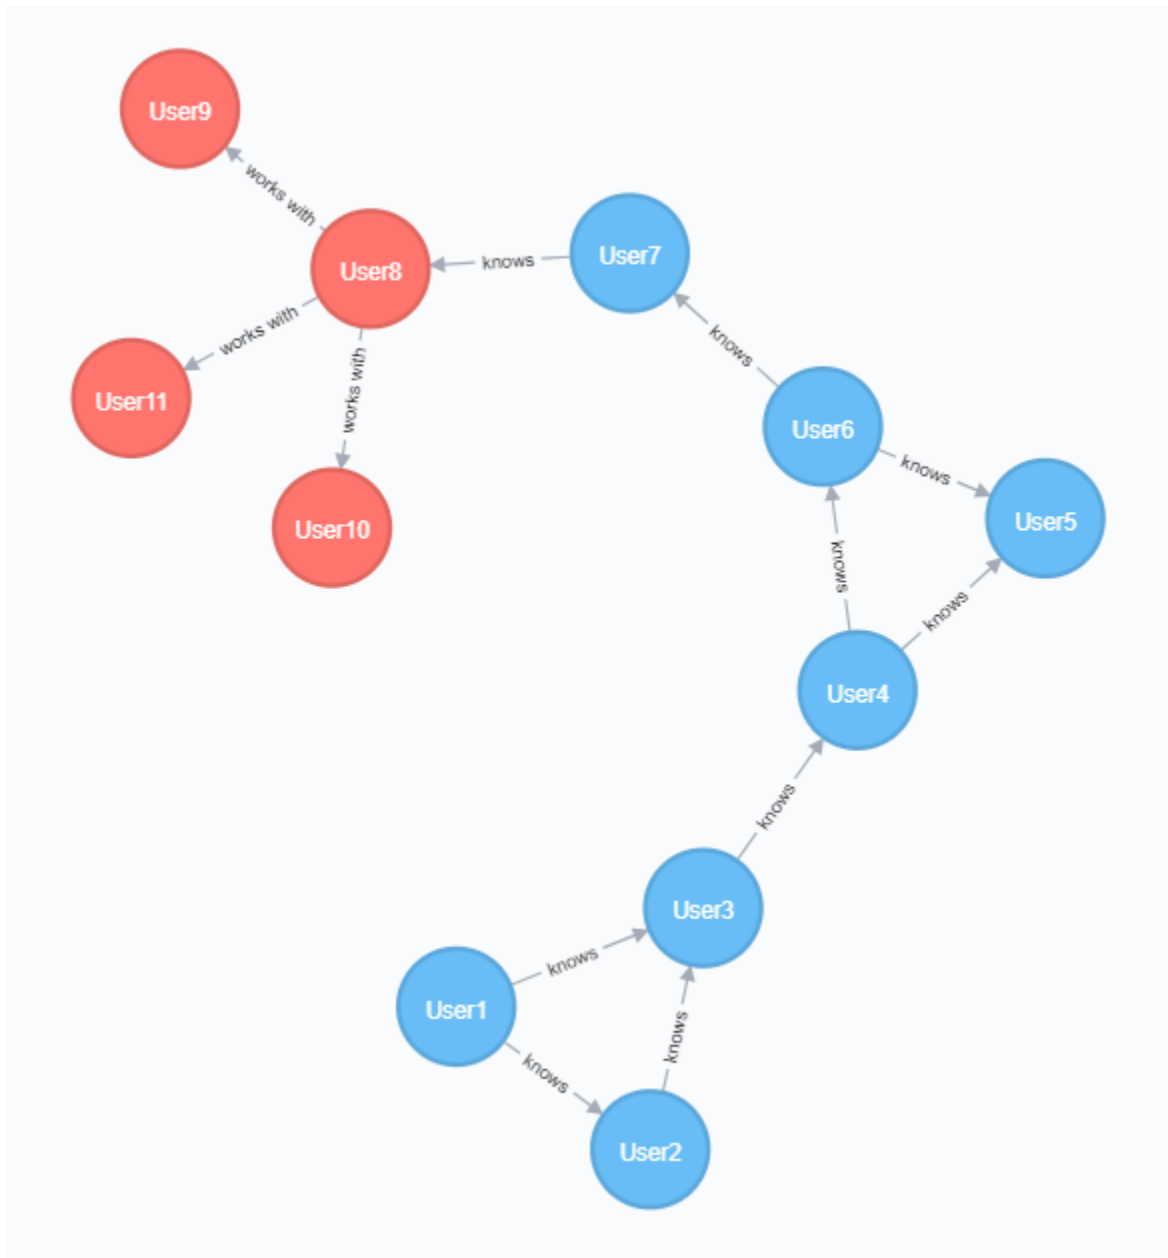 User9
works with
User8
knows
User7
works with
works with
knows
User11
User6
knows
User5
User10
knows
knows
User4
knows
User3
knows
User1
knows
knows
User2